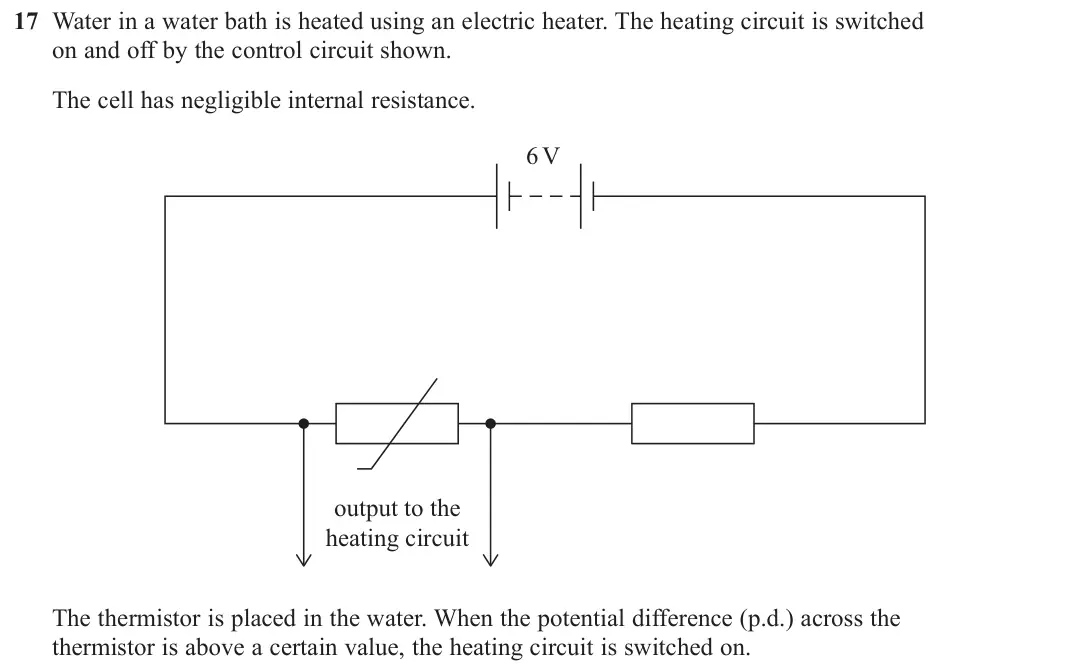 17 Water in a water bath is heated using an electric heater. The heating circuit is switched
on and off by the control circuit shown.
The cell has negligible internal resistance.
6 V
output to the
heating circuit
The thermistor is placed in the water. When the potential difference (p.d.) across the
thermistor is above a certain value, the heating circuit is switched on.